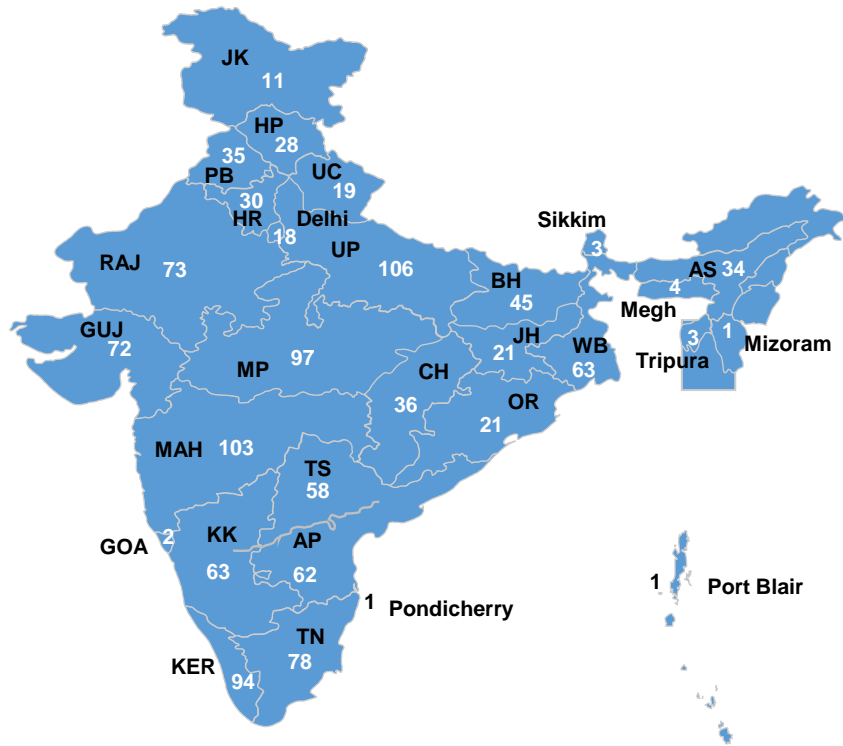 JK
11
HP
28
35
PB
UC
19
30
HR
Delhi
18
Sikkim
3
UP
106
RAJ
73
AS
34
4
Megh
BH
45
GUJ
72
3
1
Tripura
Mizoram
JH
21
WB
63
MP
97
CH
36
OR
21
MAH
103
TS
58
GOA
2
KK
63
AP
62
1
Port Blair
1
Pondicherry
TN
78
KER
94